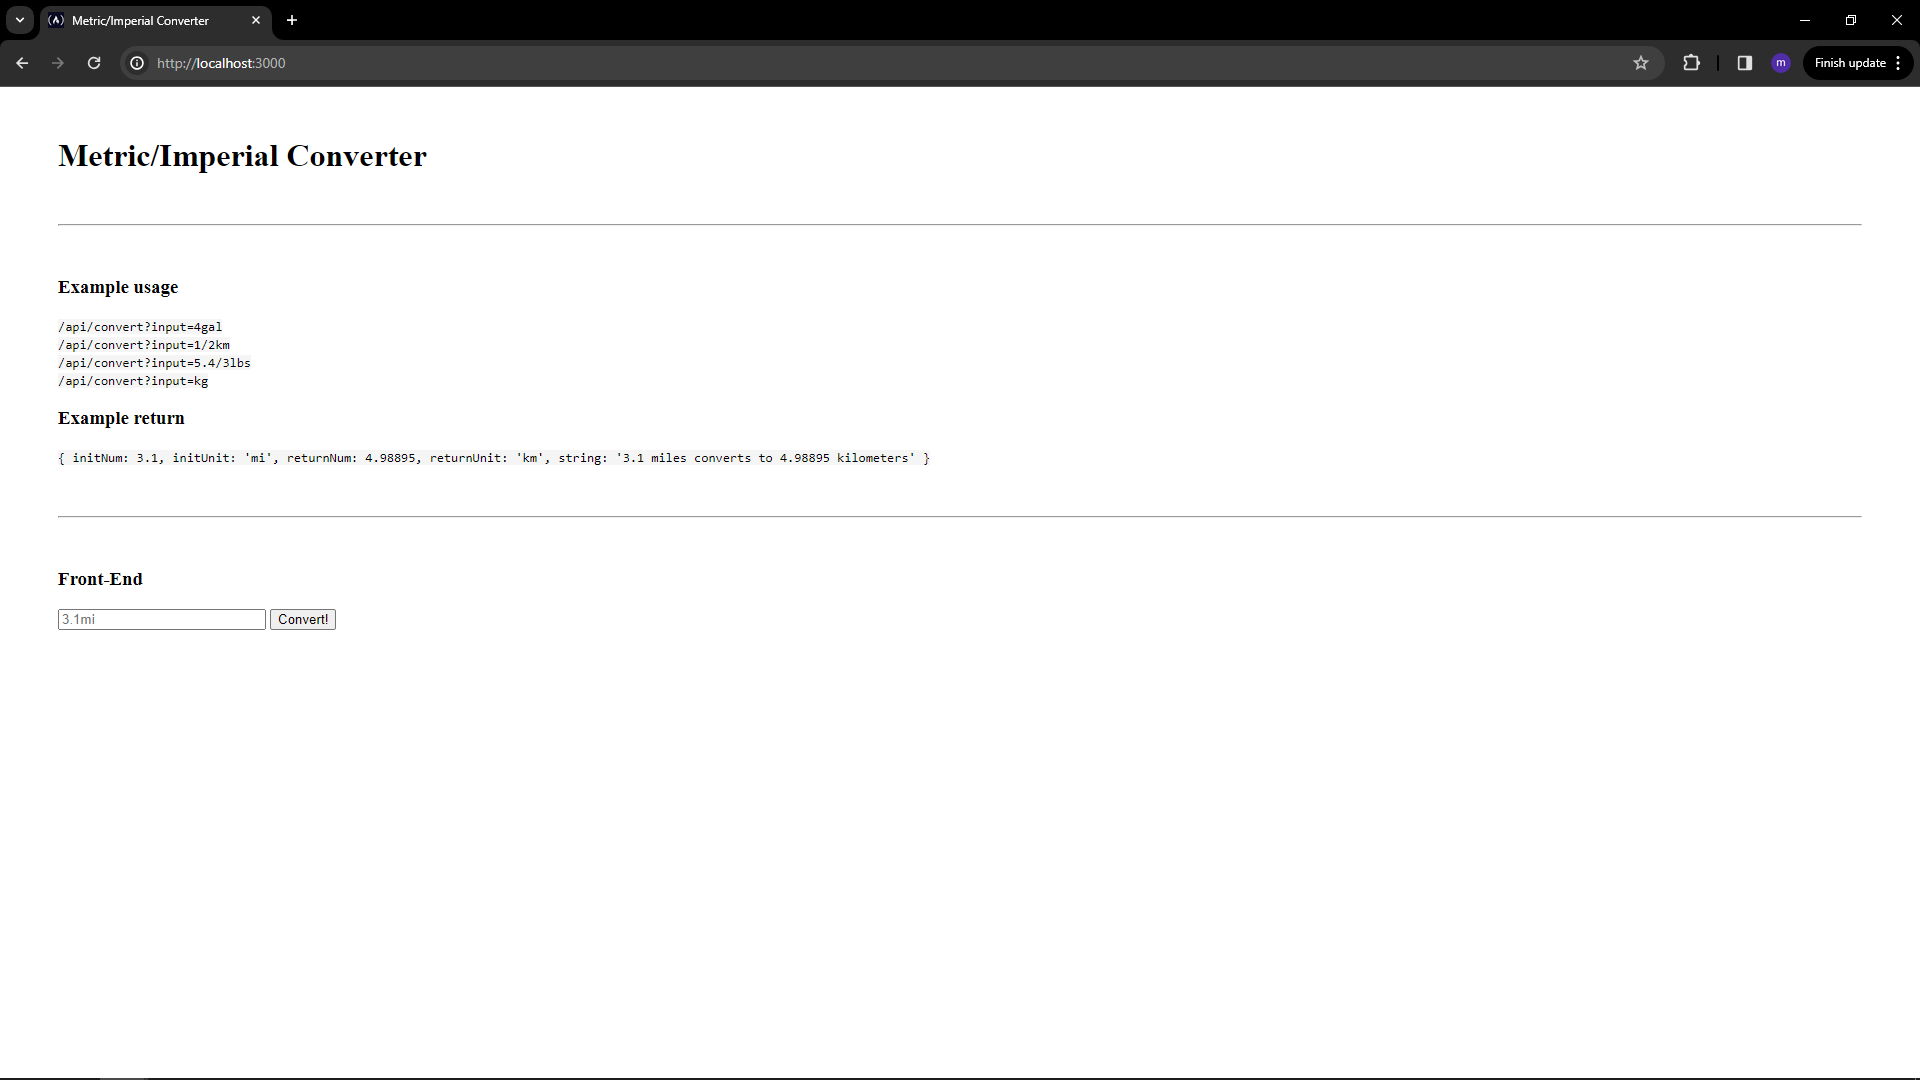 Metric/Imperial Converter
http://localhost:3000
m
Finish update
Metric/Imperial Converter
Example usage
/api/convert?input=4gal
/api/convert?input=1/2km
/api/convert?input=5.4/3lbs
/api/convert?input=kg
Example return
{ initNum: 3.1, initUnit: 'mi', returnNum: 4.98895, returnUnit: 'km', string: '3.1 miles converts to 4.98895 kilometers' }
Front-End
3.1mi
Convert!